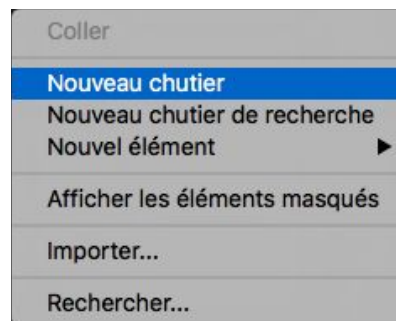 Coller
Nouveau chutier
Nouveau chutier de recherche
Nouvel élément
Afficher les éléments masqués
Importer...
Rechercher...